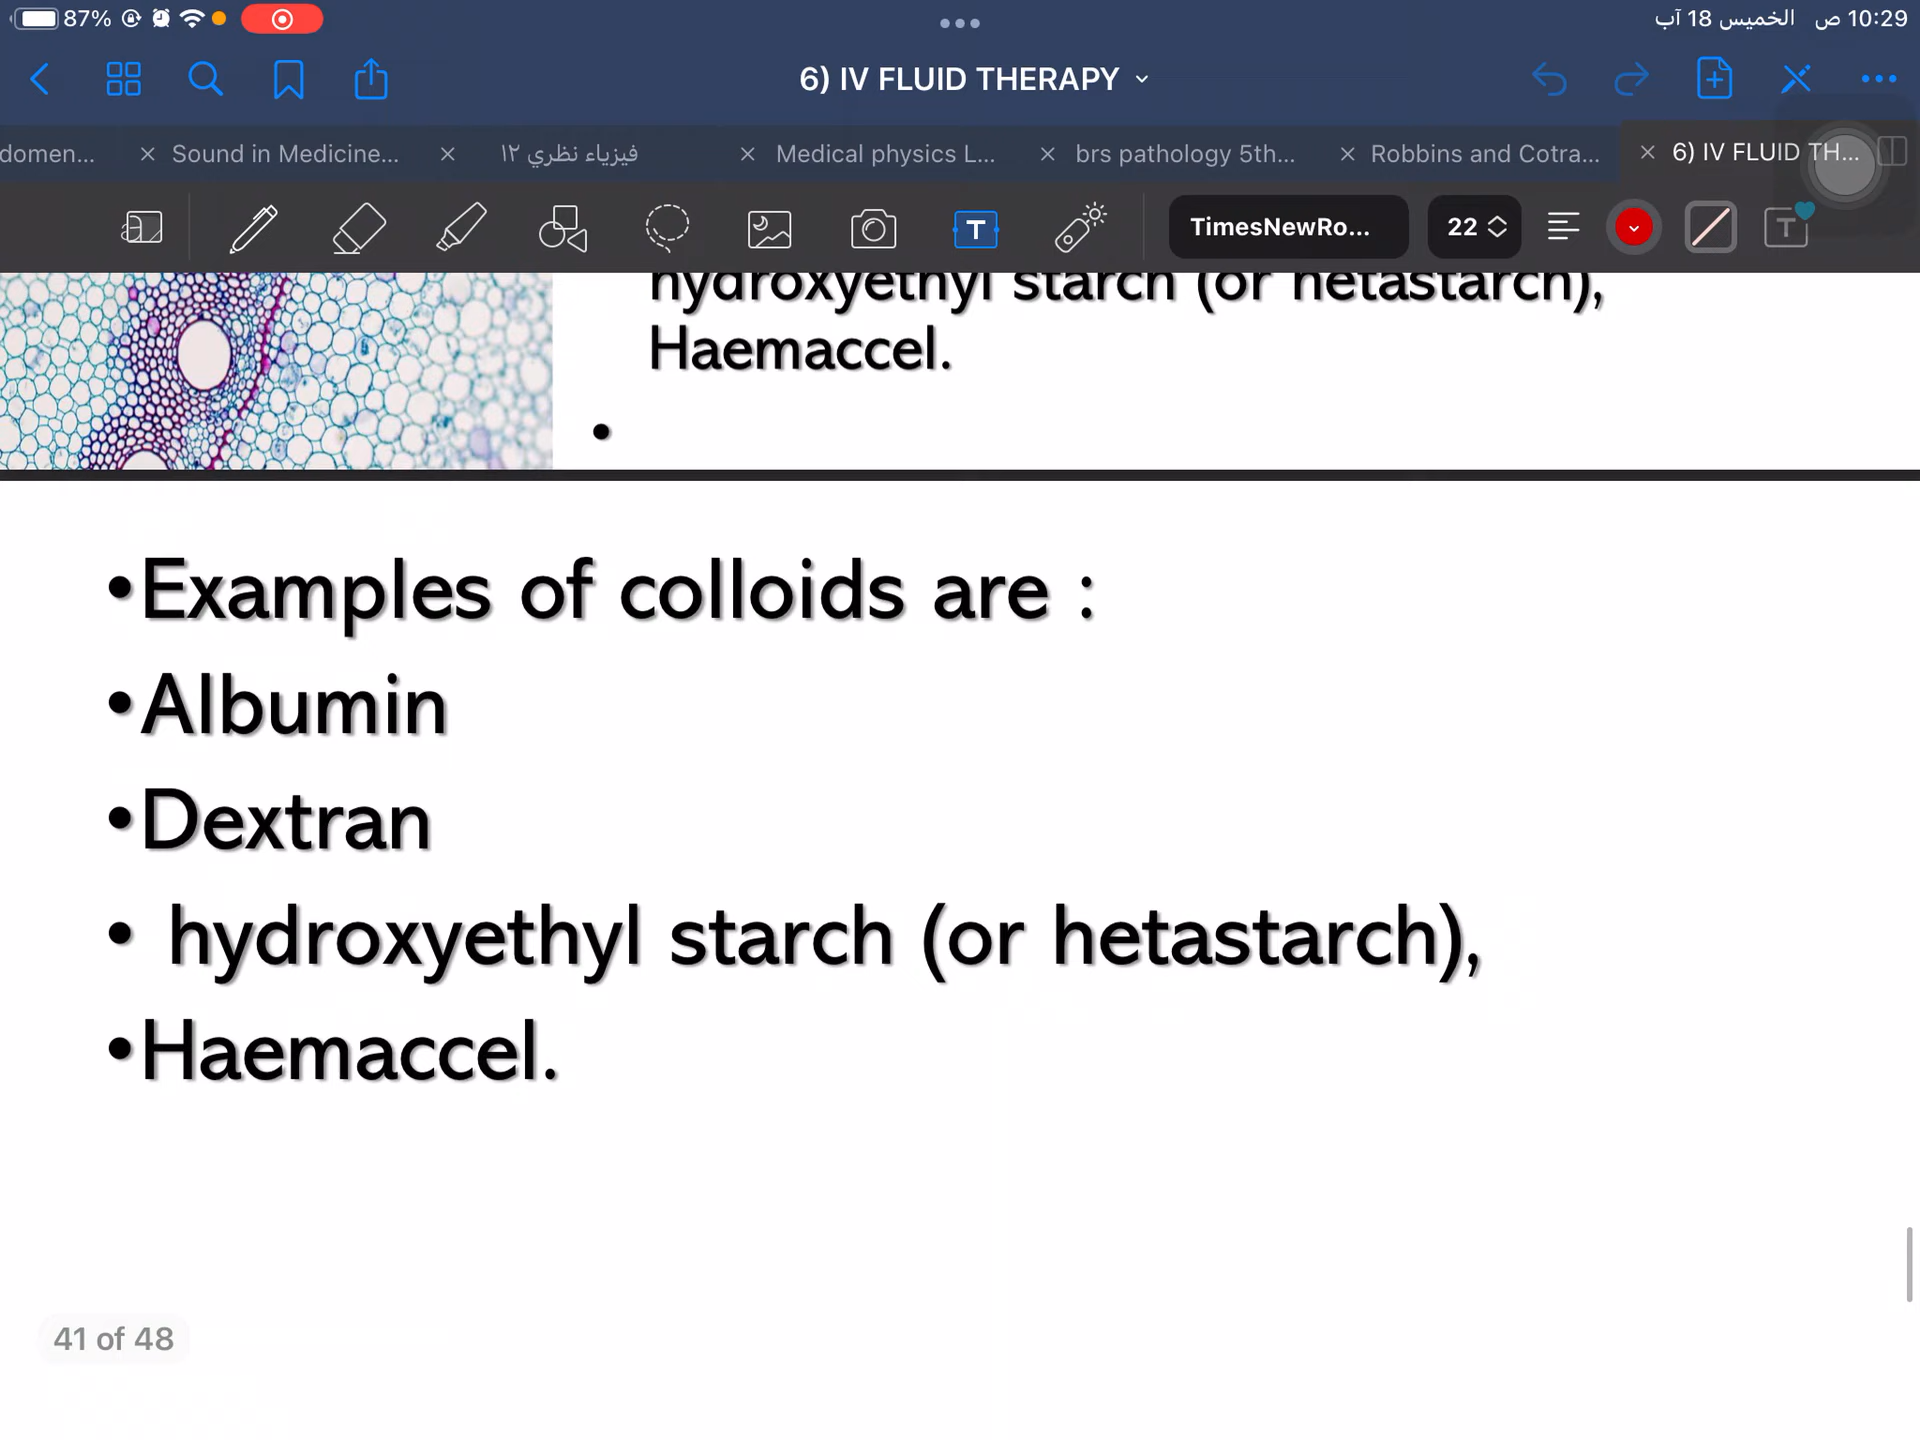 87% 10:29 ص الخميس 18 آب
6) IV FLUID THERAPY
domen... Sound in Medicine... فيزياء نظري ١٢ Medical physics L... brs pathology 5th... Robbins and Cotra... 6) IV FLUID TH...
a T TimesNewRo... 22 T
hydroxyethyl starch (or hetastarch),
Haemaccel.
•
•Examples of colloids are :
•Albumin
•Dextran
• hydroxyethyl starch (or hetastarch),
•Haemaccel.
41 of 48